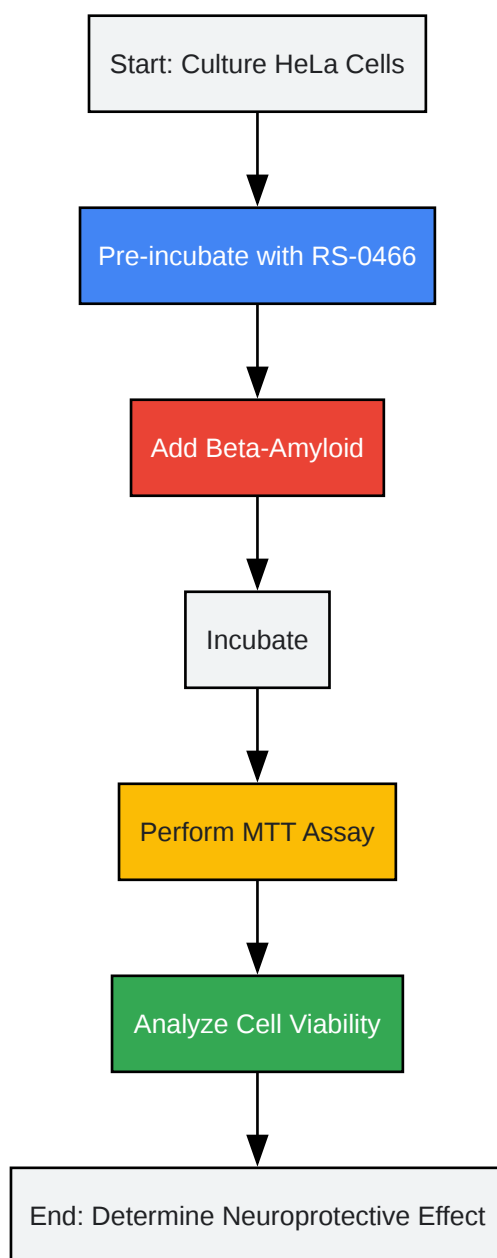 Start: Culture HeLa Cells
Pre-incubate with RS-0466
Add Beta-Amyloid
Incubate
Perform MTT Assay
Analyze Cell Viability
End: Determine Neuroprotective Effect